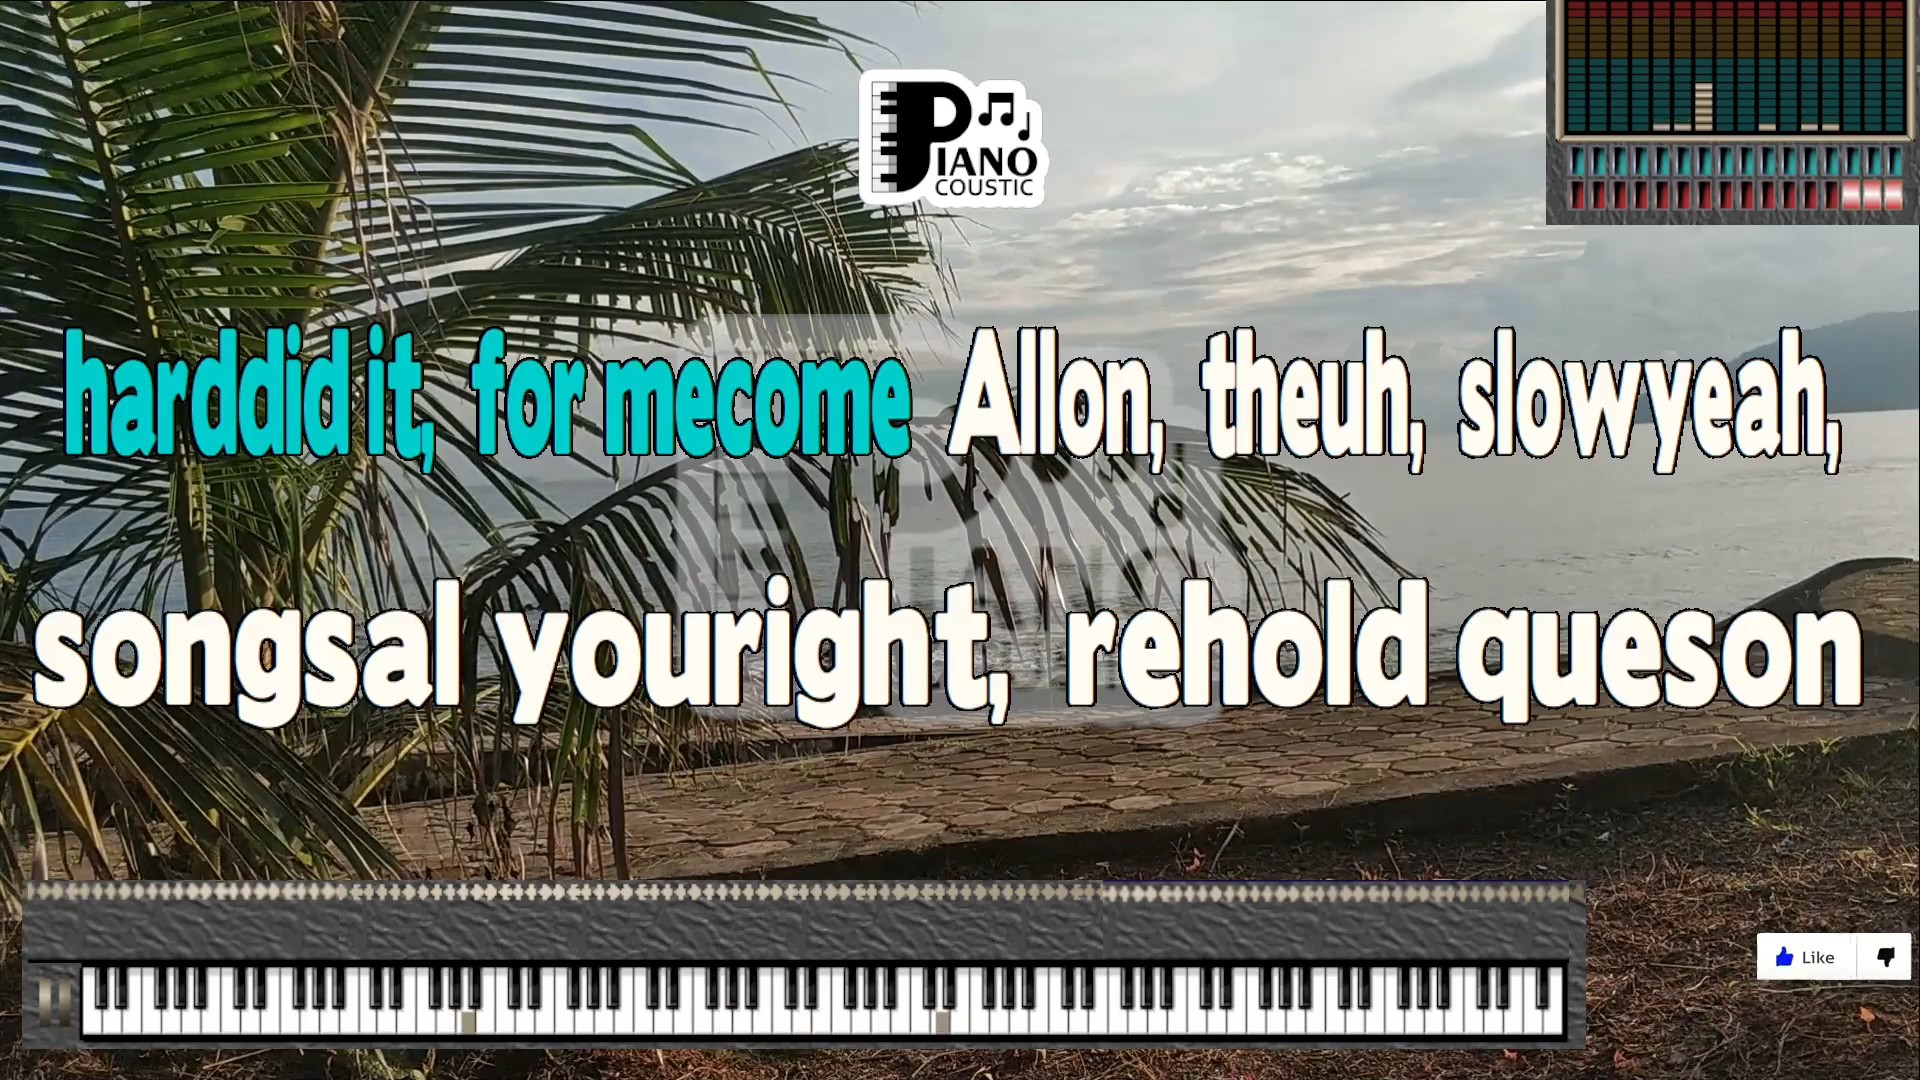 PIANO
COUSTIC
harddid it, for mecome Allon, theuh, slowyeah,
songsal youright, rehold queson
Like